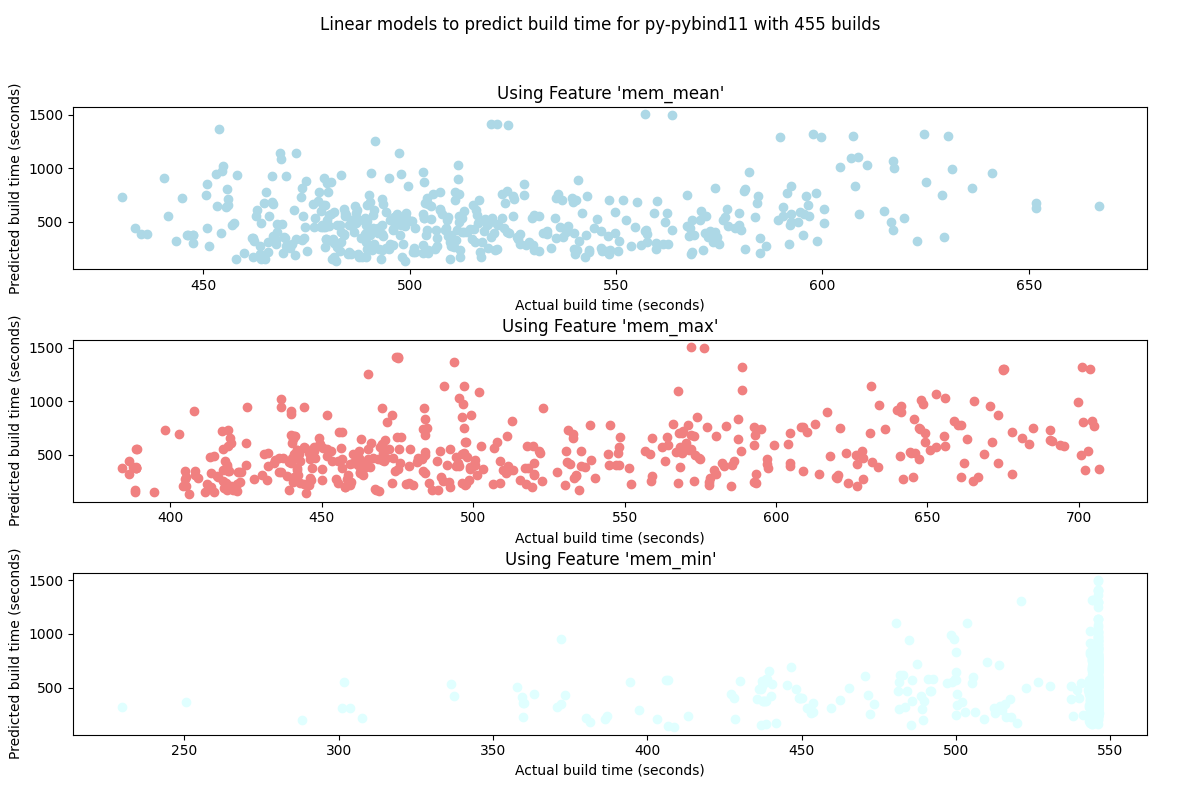 Linear models to predict build time for py-pybind11 with 455 builds
Using Feature 'mem_mean'
Predicted build time (seconds)
1500
1000
500
450 500 550 600 650
Actual build time (seconds)
Using Feature 'mem_max'
Predicted build time (seconds)
1500
1000
500
400 450 500 550 600 650 700
Actual build time (seconds)
Using Feature 'mem_min'
Predicted build time (seconds)
1500
1000
500
250 300 350 400 450 500 550
Actual build time (seconds)